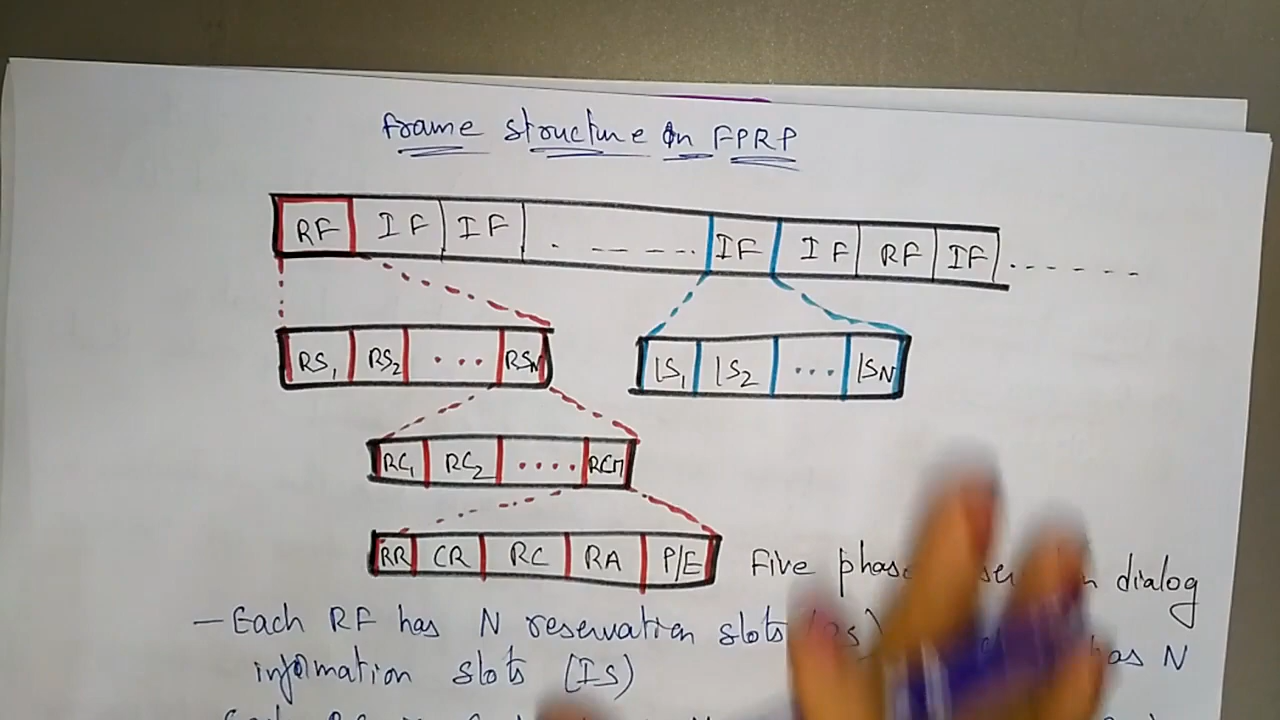 Frame structure in FPRP
RF IF IF . - - - - .. IF IF RF IF . . . . - - -
RS1 RS2 ... RSN
IS1 IS2 ... ISN
RC1 RC2 .... RCM
RR CR RC RA P/E
Five phase dialog
- Each RF has N reservation slots has N
information slots (IS)